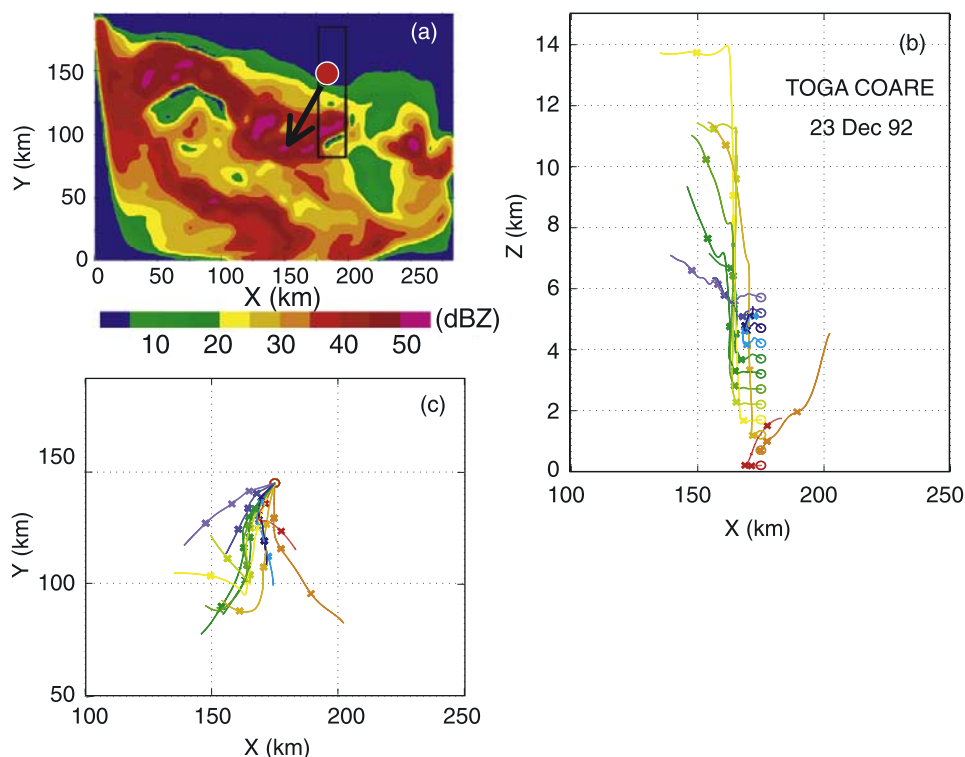 (a)
150
100
50
0
Y (km)
0 50 100 150 200 250
X (km)
(dBZ)
10 20 30 40 50
(b)
TOGA COARE
23 Dec 92
14
12
10
8
6
4
2
0
Z (km)
100 150 200 250
X (km)
(c)
150
100
50
Y (km)
100 150 200 250
X (km)